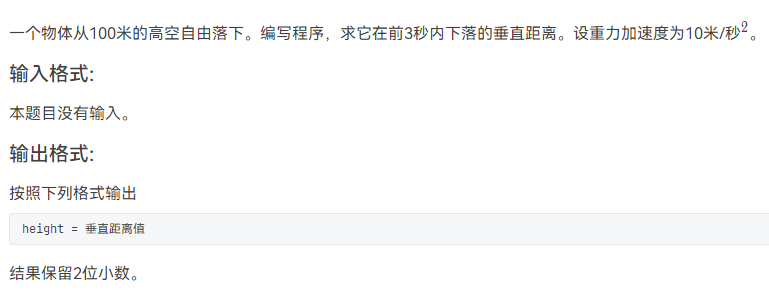 一个物体从100米的高空自由落下。编写程序，求它在前3秒内下落的垂直距离。设重力加速度为10米/秒²。
输入格式:
本题目没有输入。
输出格式:
按照下列格式输出
height = 垂直距离值
结果保留2位小数。